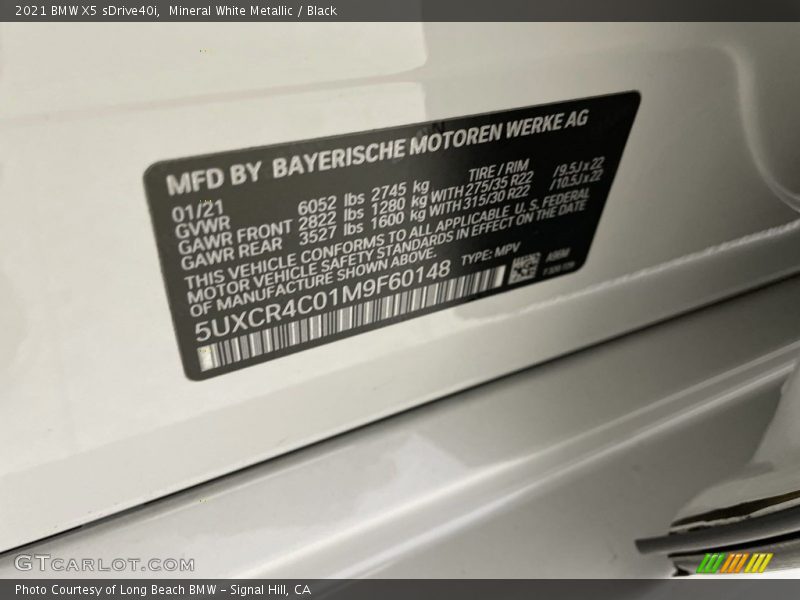 2021 BMW X5 sDrive40i, Mineral White Metallic / Black
MFD BY BAYERISCHE MOTOREN WERKE AG
01/21 TIRE / RIM
GVWR 6052 lbs 2745 kg
GAWR FRONT 2822 lbs 1280 kg WITH 275/35 R22 /9.5J x 22
GAWR REAR 3527 lbs 1600 kg WITH 315/30 R22 /10.5J x 22
THIS VEHICLE CONFORMS TO ALL APPLICABLE U. S. FEDERAL
MOTOR VEHICLE SAFETY STANDARDS IN EFFECT ON THE DATE
OF MANUFACTURE SHOWN ABOVE.
5UXCR4C01M9F60148 TYPE: MPV
GTCARLOT.COM
Photo Courtesy of Long Beach BMW - Signal Hill, CA